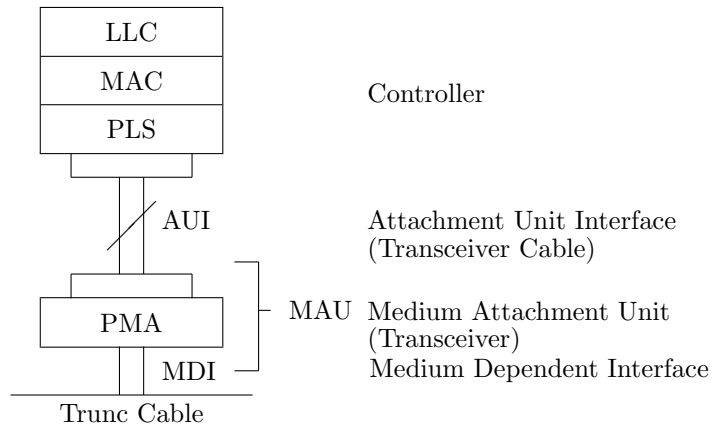 LLC
MAC
Controller
PLS
AUI
Attachment Unit Interface
(Transceiver Cable)
MAU
Medium Attachment Unit
PMA
(Transceiver)
MDI
Medium Dependent Interface
Trunc Cable